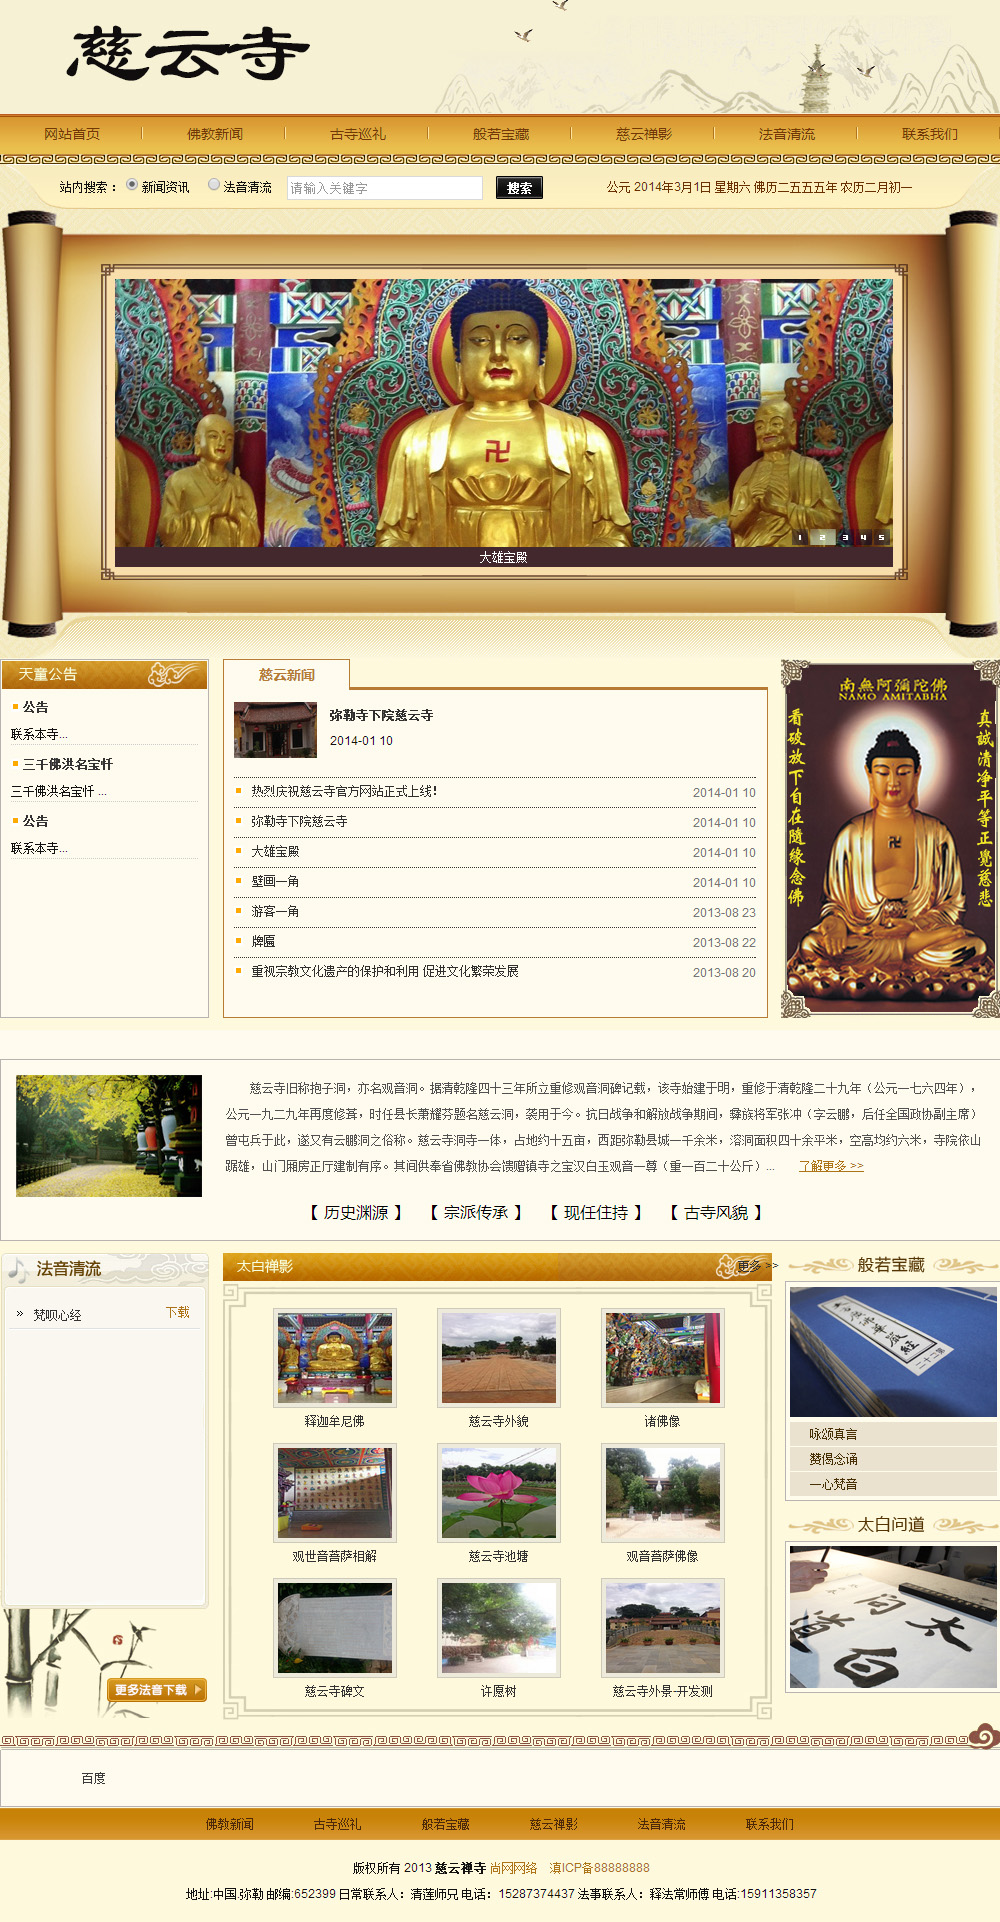 慈云寺
网站首页 佛教新闻 古寺巡礼 般若宝藏 慈云禅影 法音清流 联系我们
站内搜索： 新闻资讯 法音清流 请输入关键字 搜索 公元 2014年3月1日 星期六 佛历二五五五年 农历二月初一
1 2 3 4 5
大雄宝殿
天童公告
公告
联系本寺...
三千佛洪名宝忏
三千佛洪名宝忏 ...
公告
联系本寺...
慈云新闻
弥勒寺下院慈云寺
2014-01 10
热烈庆祝慈云寺官方网站正式上线！ 2014-01 10
弥勒寺下院慈云寺 2014-01 10
大雄宝殿 2014-01 10
壁画一角 2014-01 10
游客一角 2013-08 23
牌匾 2013-08 22
重视宗教文化遗产的保护和利用 促进文化繁荣发展 2013-08 20
南無阿彌陀佛
NAMO AMITABHA
看破放下自在隨緣念佛
真誠清净平等正覺慈悲
慈云寺旧称抱子洞，亦名观音洞。据清乾隆四十三年所立重修观音洞碑记载，该寺始建于明，重修于清乾隆二十九年（公元一七六四年），
公元一九二九年再度修葺，时任县长萧耀芬题名慈云洞，袭用于今。抗日战争和解放战争期间，彝族将军张冲（字云鹏，后任全国政协副主席）
曾屯兵于此，遂又有云鹏洞之俗称。慈云寺洞寺一体，占地约十五亩，西距弥勒县城一千余米，溶洞面积四十余平米，空高均约六米，寺院依山
踞雄，山门厢房正厅建制有序。其间供奉省佛教协会馈赠镇寺之宝汉白玉观音一尊（重一百二十公斤）... 了解更多 >>
【 历史渊源 】 【 宗派传承 】 【 现任住持 】 【 古寺风貌 】
法音清流
» 梵呗心经 下载
更多法音下载
太白禅影 更多 >>
释迦牟尼佛 慈云寺外貌 诸佛像
观世音菩萨相解 慈云寺池塘 观音菩萨佛像
慈云寺碑文 许愿树 慈云寺外景-开发测
般若宝藏
咏颂真言
赞偈念诵
一心梵音
太白问道
太白问道
百度
佛教新闻 古寺巡礼 般若宝藏 慈云禅影 法音清流 联系我们
版权所有 2013 慈云禅寺 尚网网络 滇ICP备88888888
地址:中国.弥勒 邮编:652399 日常联系人：清莲师兄 电话：15287374437 法事联系人：释法常师傅 电话:15911358357